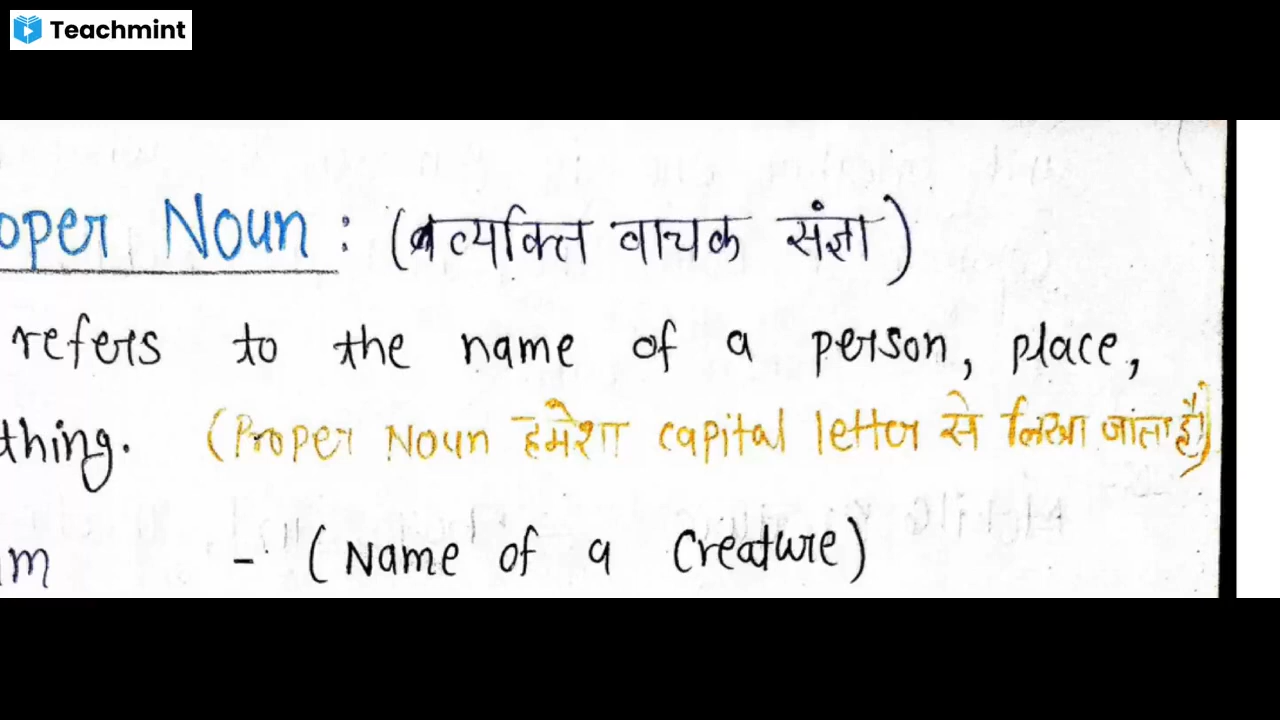 Teachmint
oper Noun : (व्यक्ति वाचक संज्ञा)
refers to the name of a person, place,
thing. (Proper Noun हमेशा capital letter से लिखा जाता है)
am - (Name of a Creature)